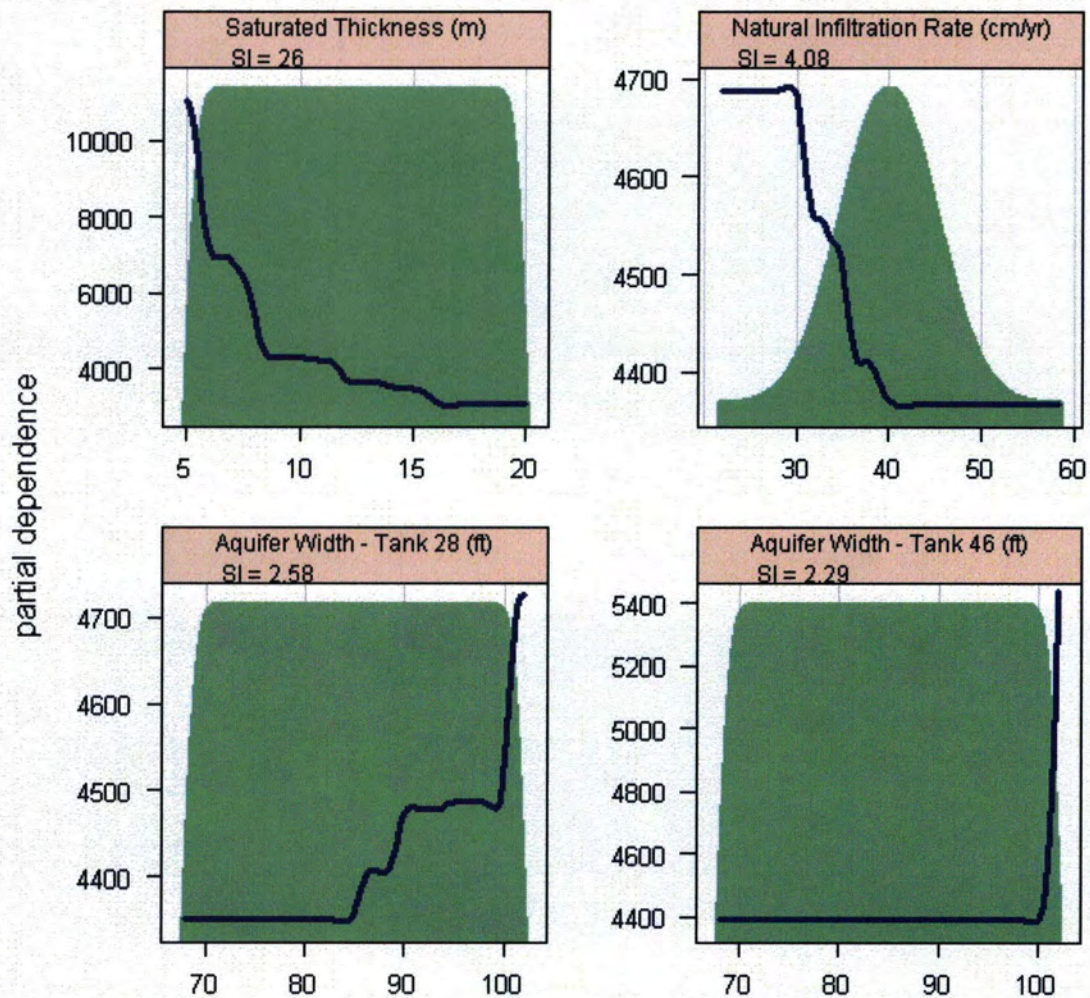 Saturated Thickness (m)
SI = 26
Natural Infiltration Rate (cm/yr)
SI = 4.08
10000
8000
6000
4000
5 10 15 20
4700
4600
4500
4400
30 40 50 60
partial dependence
Aquifer Width - Tank 28 (ft)
SI = 2.58
Aquifer Width - Tank 46 (ft)
SI = 2.29
4700
4600
4500
4400
70 80 90 100
5400
5200
5000
4800
4600
4400
70 80 90 100